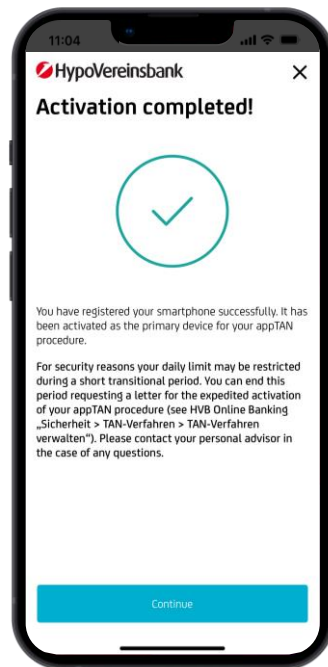 11:04
HypoVereinsbank
Activation completed!
You have registered your smartphone successfully. It has
been activated as the primary device for your appTAN
procedure.
For security reasons your daily limit may be restricted
during a short transitional period. You can end this
period requesting a letter for the expedited activation
of your appTAN procedure (see HVB Online Banking
„Sicherheit > TAN-Verfahren > TAN-Verfahren
verwalten"). Please contact your personal advisor in
the case of any questions.
Continue